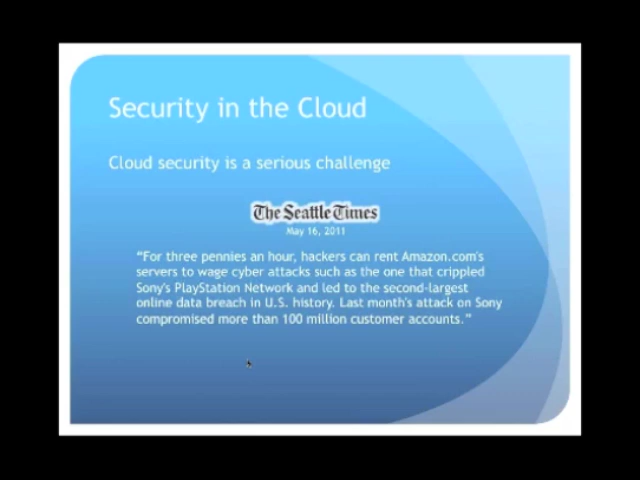 Security in the Cloud
Cloud security is a serious challenge
The Seattle Times
May 16, 2011
"For three pennies an hour, hackers can rent Amazon.com's
servers to wage cyber attacks such as the one that crippled
Sony's PlayStation Network and led to the second-largest
online data breach in U.S. history. Last month's attack on Sony
compromised more than 100 million customer accounts."